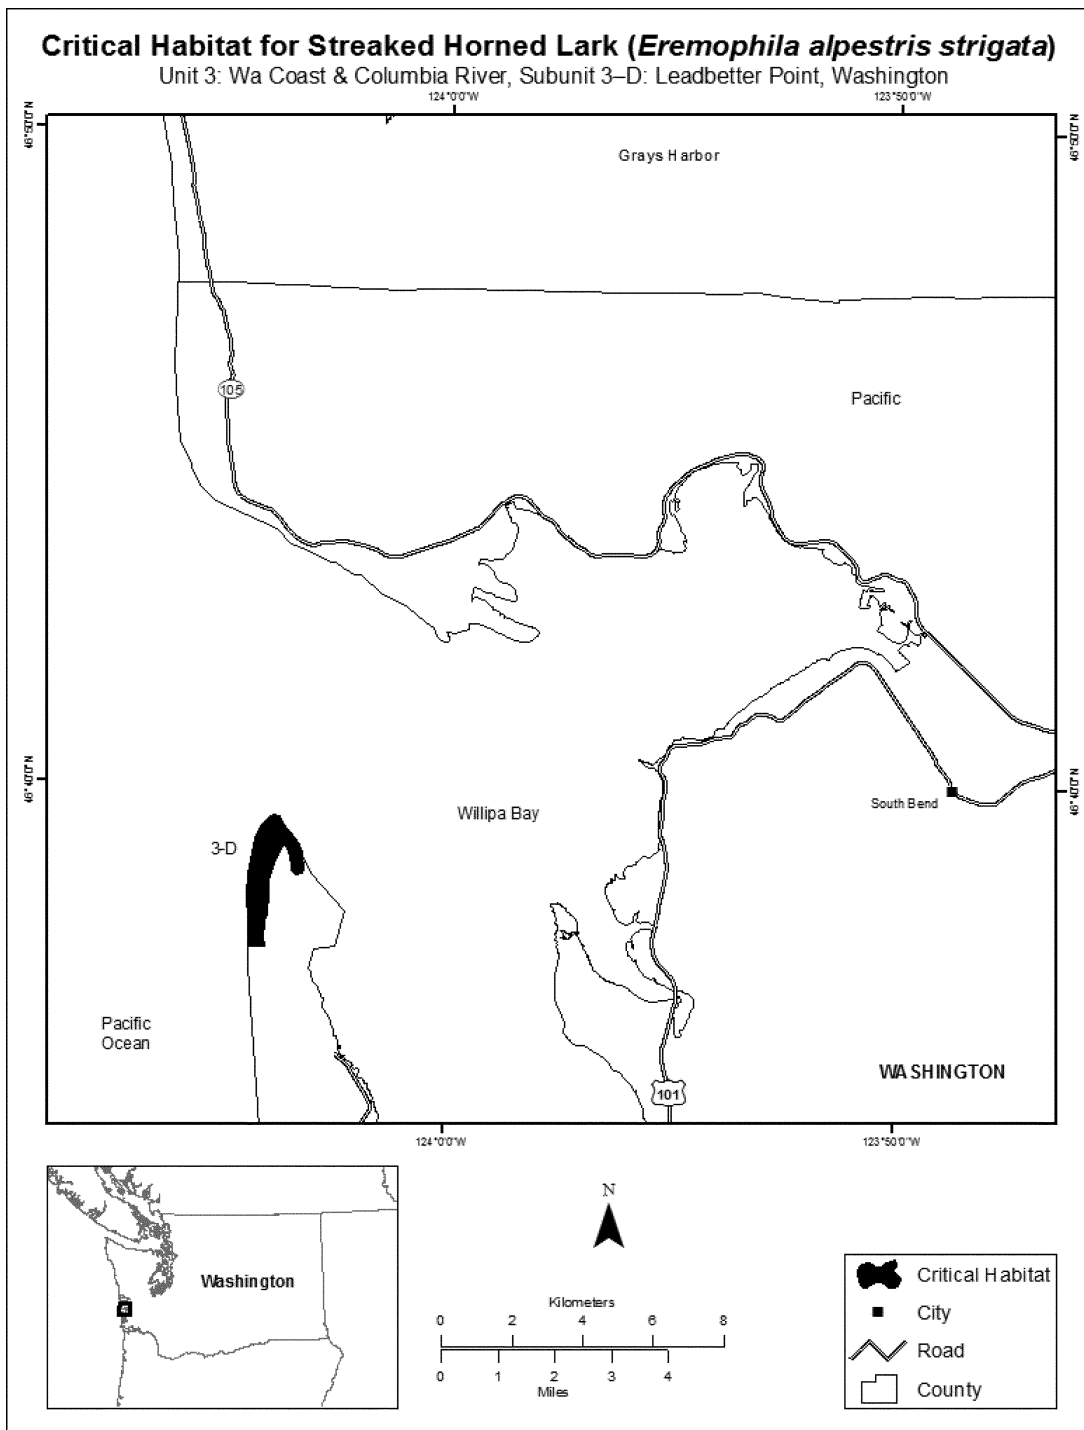 Critical Habitat for Streaked Horned Lark (Eremophila alpestris strigata)
Unit 3: Wa Coast & Columbia River, Subunit 3–D: Leadbetter Point, Washington
124°0'0"W 123°50'0"W
46°50'0"N 46°50'0"N
Grays Harbor
105
Pacific
46°40'0"N 46°40'0"N
South Bend
Willipa Bay
3-D
Pacific
Ocean
WASHINGTON
101
124°0'0"W 123°50'0"W
N
Washington
Kilometers
0 2 4 6 8
0 1 2 3 4
Miles
Critical Habitat
City
Road
County